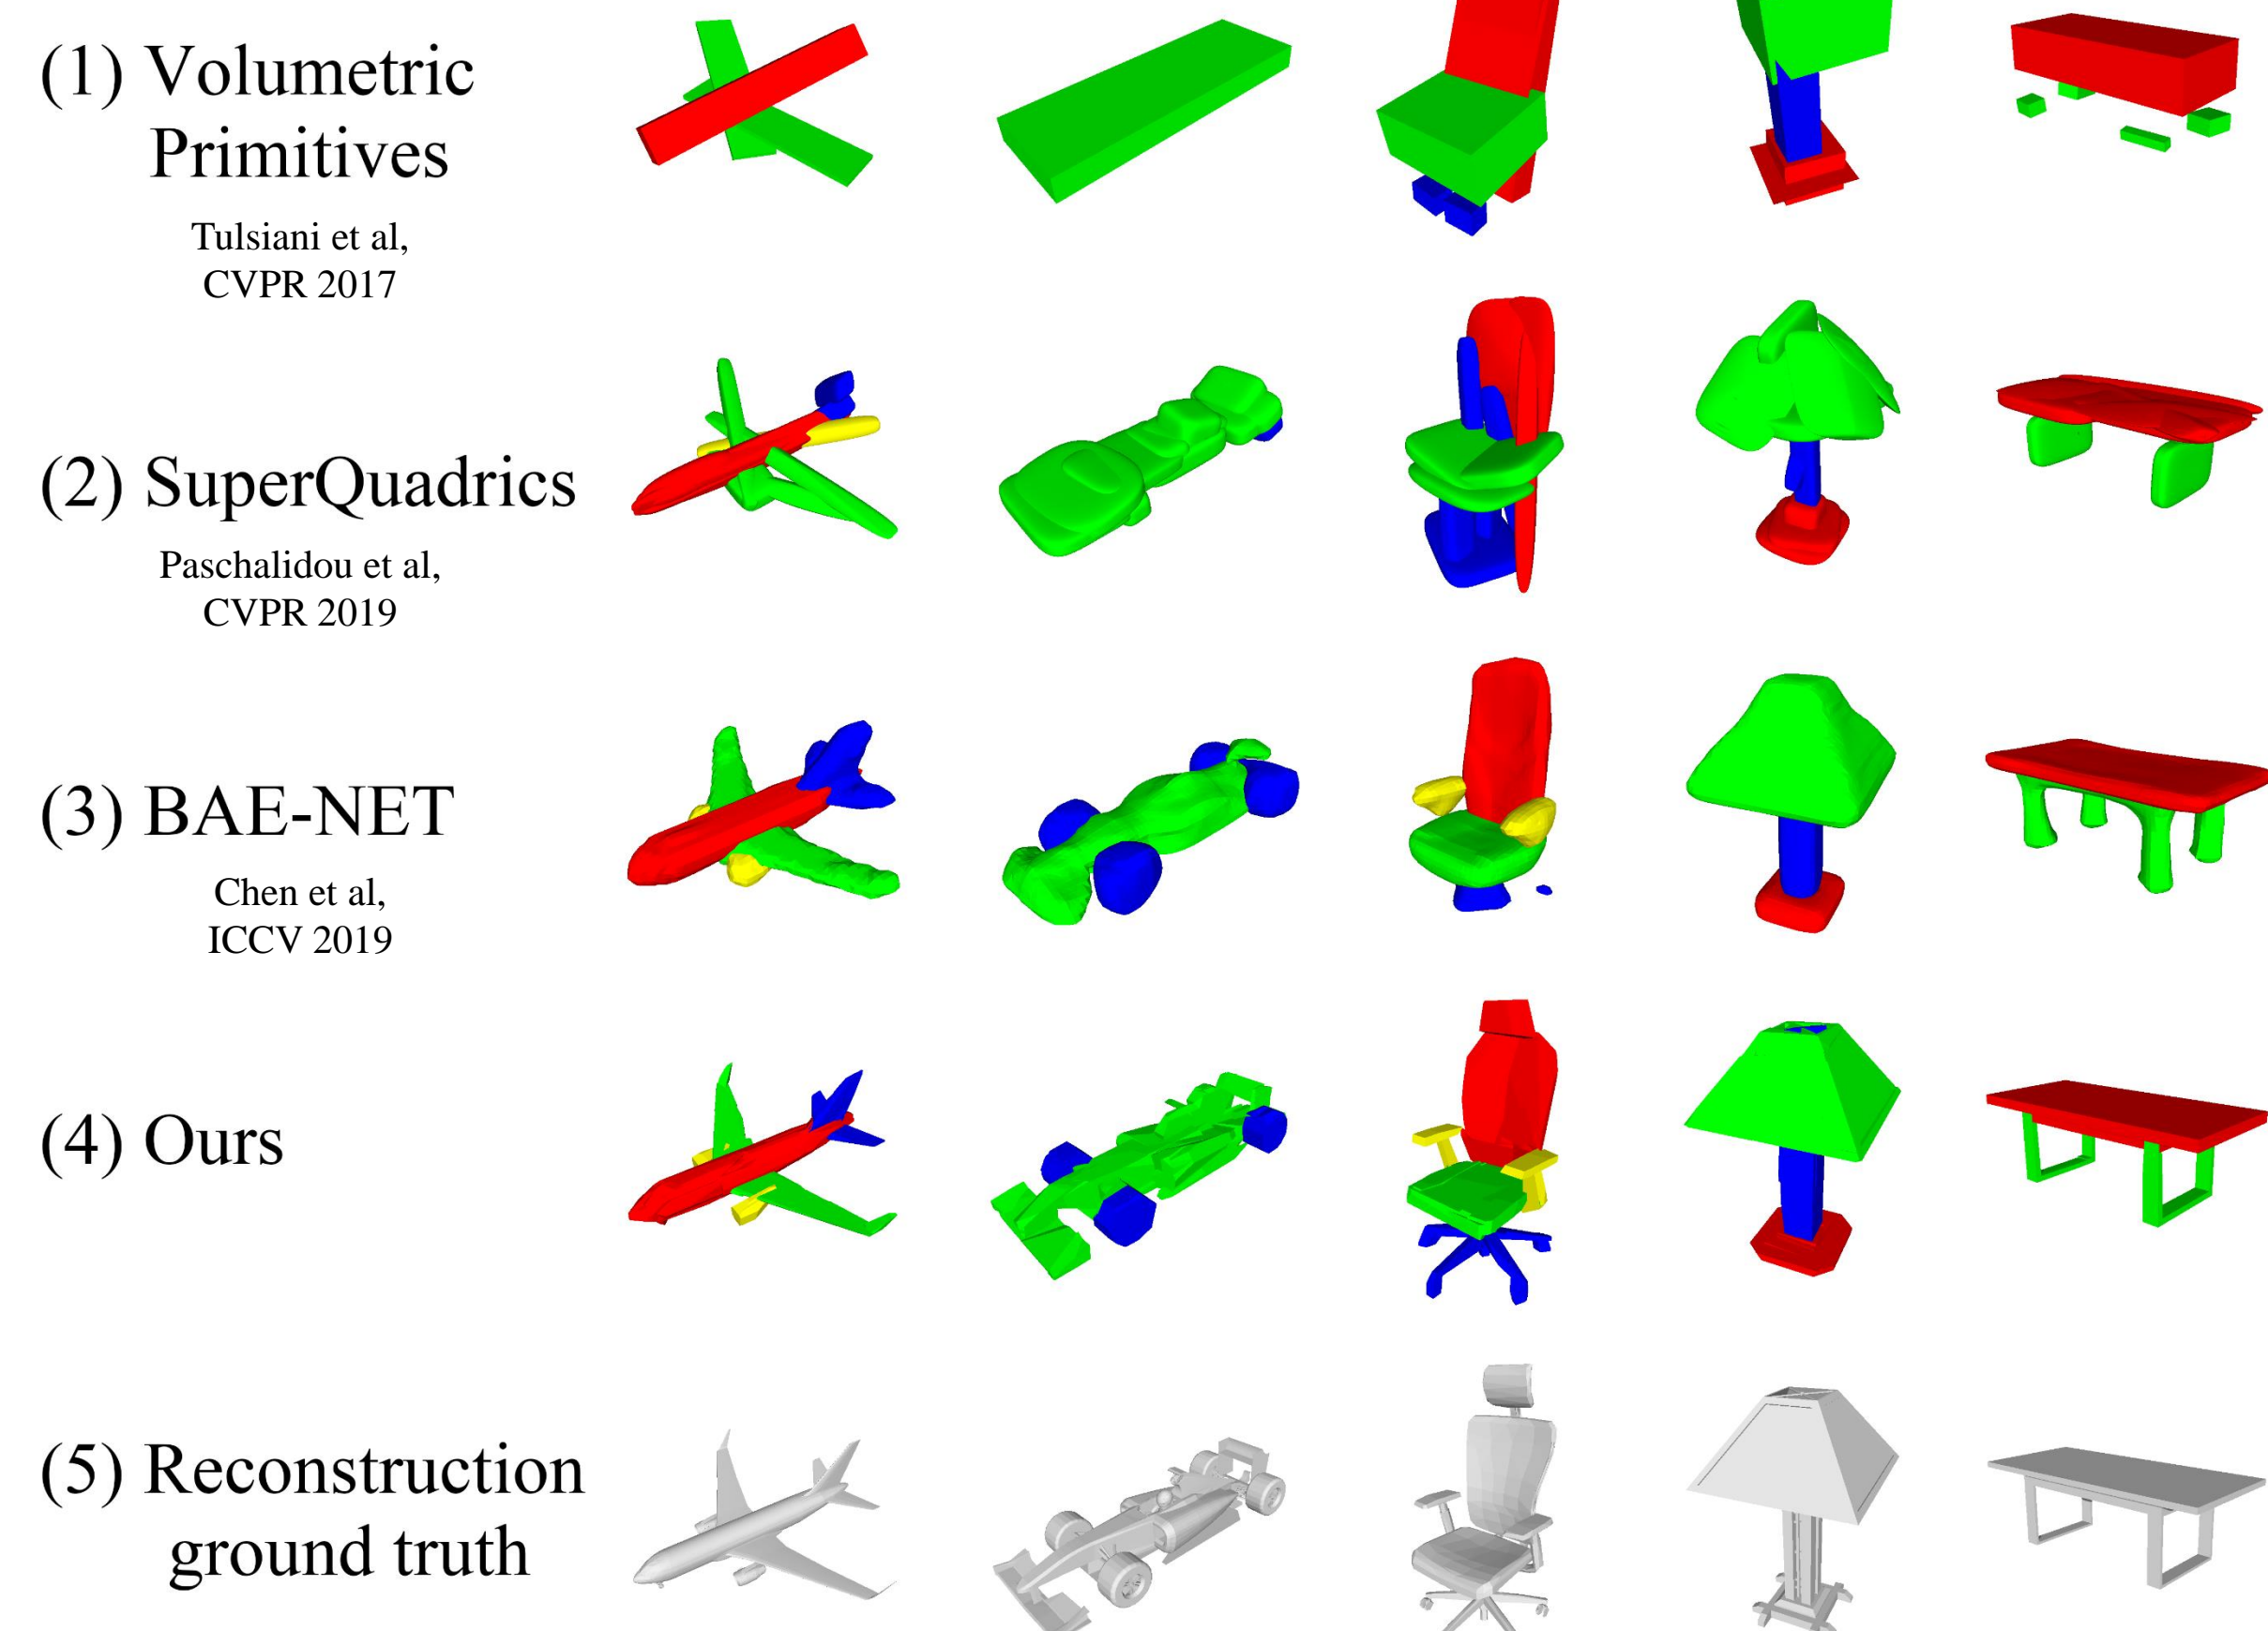 (1) Volumetric
Primitives
Tulsiani et al,
CVPR 2017
(2) SuperQuadrics
Paschalidou et al,
CVPR 2019
(3) BAE-NET
Chen et al,
ICCV 2019
(4) Ours
(5) Reconstruction
ground truth